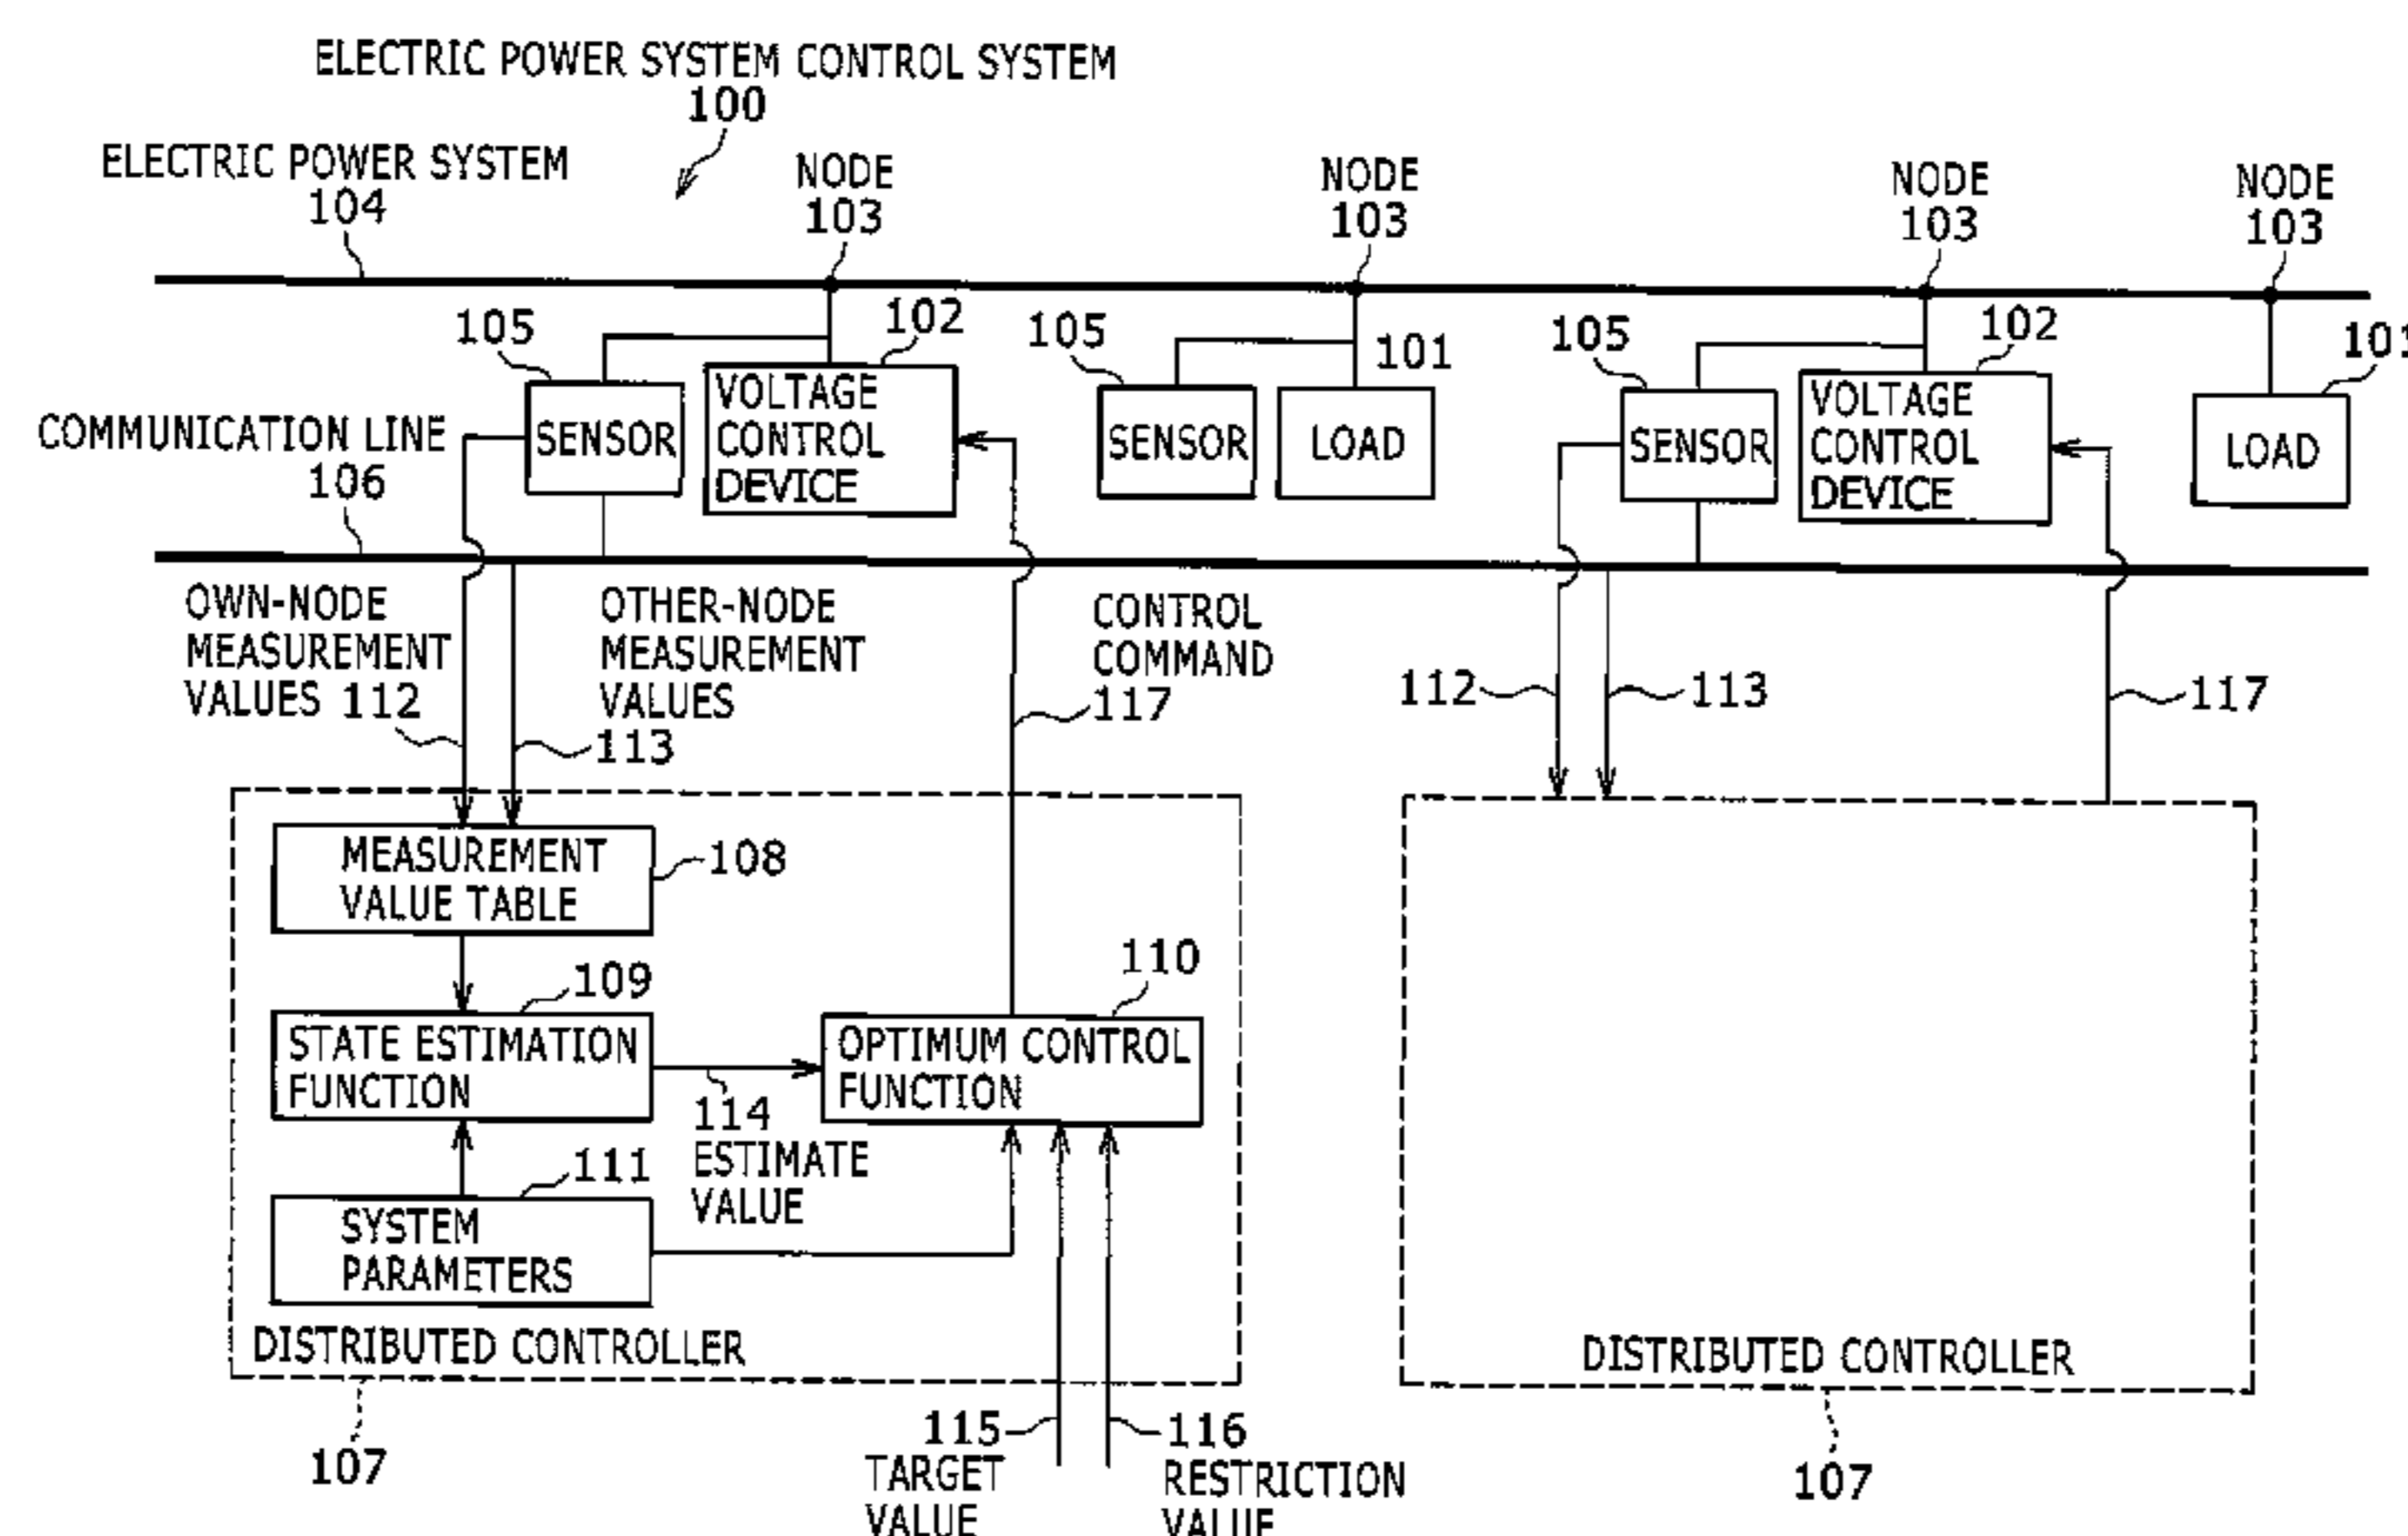 ELECTRIC POWER SYSTEM CONTROL SYSTEM
100
ELECTRIC POWER SYSTEM
104
NODE
103
NODE
103
NODE
103
NODE
103
105
102
105
101
105
102
101
COMMUNICATION LINE
106
SENSOR
VOLTAGE
CONTROL
DEVICE
SENSOR
LOAD
SENSOR
VOLTAGE
CONTROL
DEVICE
LOAD
OWN-NODE
MEASUREMENT
VALUES 112
OTHER-NODE
MEASUREMENT
VALUES
113
CONTROL
COMMAND
117
112
113
117
MEASUREMENT
VALUE TABLE
108
109
STATE ESTIMATION
FUNCTION
110
OPTIMUM CONTROL
FUNCTION
114
ESTIMATE
VALUE
111
SYSTEM
PARAMETERS
DISTRIBUTED CONTROLLER
107
115
TARGET
VALUE
116
RESTRICTION
VALUE
DISTRIBUTED CONTROLLER
107